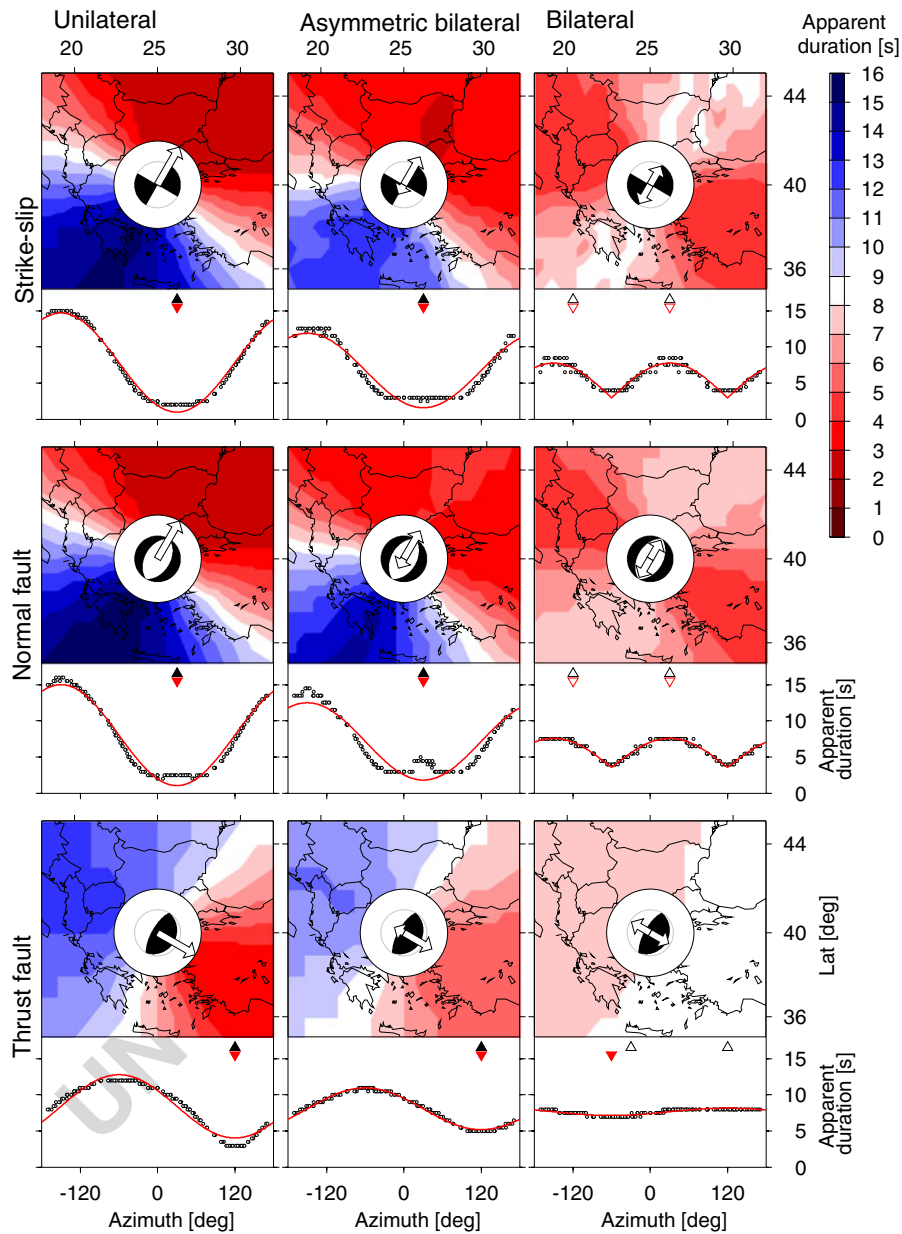 Unilateral
Asymmetric bilateral
Bilateral
Apparent
duration [s]
20 25 30
20 25 30
20 25 30
16
15
14
13
12
11
10
9
8
7
6
5
4
3
2
1
0
Strike-slip
44
40
36
15
10
5
0
Normal fault
44
40
36
15
10
5
0
Apparent
duration [s]
Thrust fault
44
40
36
Lat [deg]
UN
15
10
5
0
Apparent
duration [s]
-120 0 120
-120 0 120
-120 0 120
Azimuth [deg]
Azimuth [deg]
Azimuth [deg]